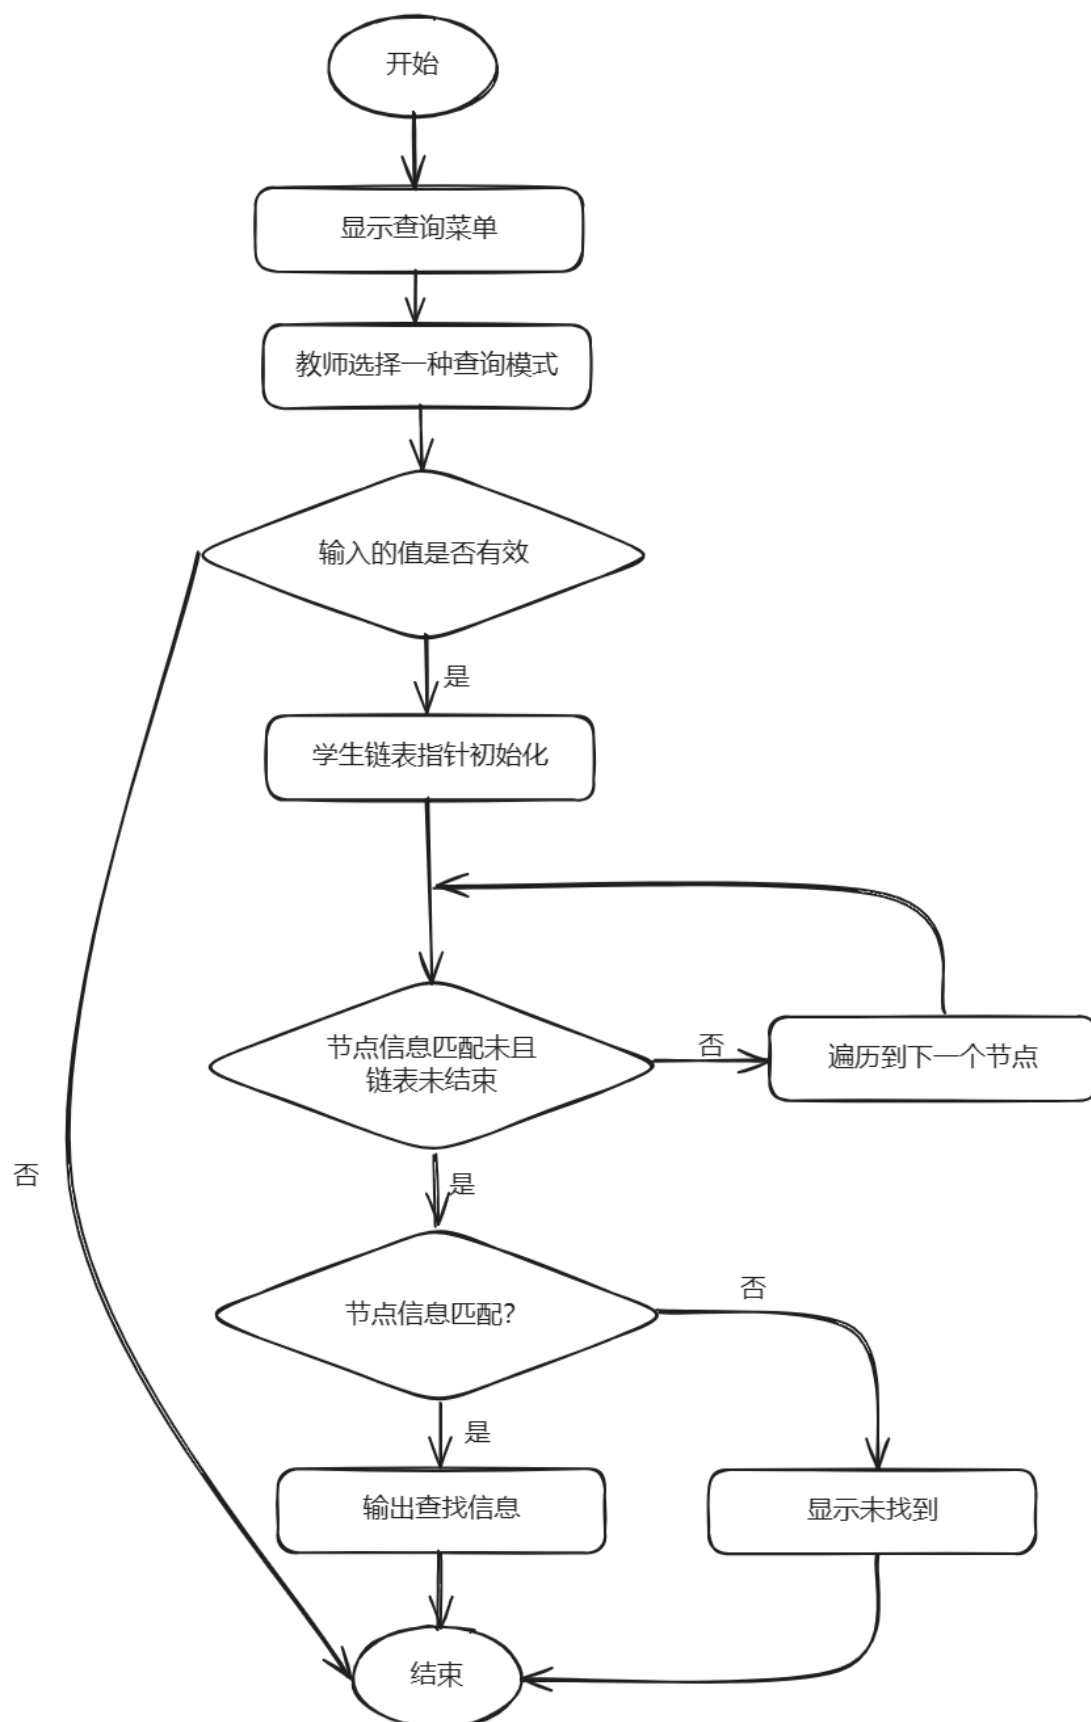 开始
显示查询菜单
教师选择一种查询模式
输入的值是否有效
是
学生链表指针初始化
节点信息匹配未且
链表未结束
否
遍历到下一个节点
否
是
节点信息匹配?
否
是
输出查找信息
显示未找到
结束